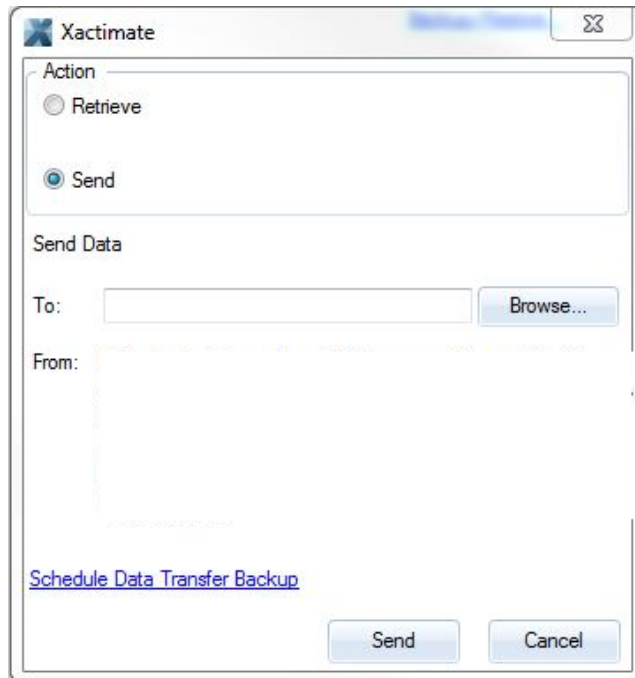 Xactimate
Action
Retrieve
Send
Send Data
To:
Browse...
From:
Schedule Data Transfer Backup
Send
Cancel